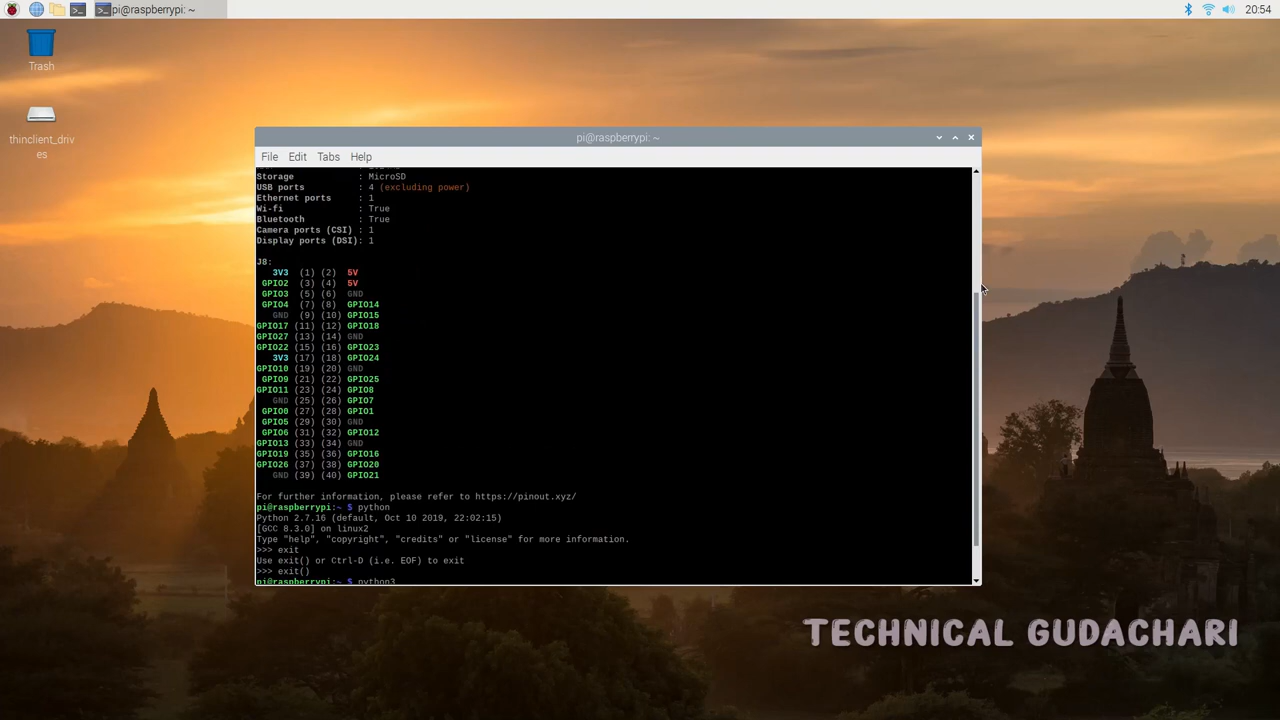 pi@raspberrypi: ~
20:54
Trash
thinclient_driv
es
pi@raspberrypi: ~
File Edit Tabs Help
Storage : MicroSD
USB ports : 4 (excluding power)
Ethernet ports : 1
Wi-fi : True
Bluetooth : True
Camera ports (CSI) : 1
Display ports (DSI): 1
J8:
3V3 (1) (2) 5V
GPIO2 (3) (4) 5V
GPIO3 (5) (6) GND
GPIO4 (7) (8) GPIO14
GND (9) (10) GPIO15
GPIO17 (11) (12) GPIO18
GPIO27 (13) (14) GND
GPIO22 (15) (16) GPIO23
3V3 (17) (18) GPIO24
GPIO10 (19) (20) GND
GPIO9 (21) (22) GPIO25
GPIO11 (23) (24) GPIO8
GND (25) (26) GPIO7
GPIO0 (27) (28) GPIO1
GPIO5 (29) (30) GND
GPIO6 (31) (32) GPIO12
GPIO13 (33) (34) GND
GPIO19 (35) (36) GPIO16
GPIO26 (37) (38) GPIO20
GND (39) (40) GPIO21
For further information, please refer to https://pinout.xyz/
pi@raspberrypi:~ $ python
Python 2.7.16 (default, Oct 10 2019, 22:02:15)
[GCC 8.3.0] on linux2
Type "help", "copyright", "credits" or "license" for more information.
>>> exit
Use exit() or Ctrl-D (i.e. EOF) to exit
>>> exit()
pi@raspberrypi:~ $ python3
TECHNICAL GUDACHARI